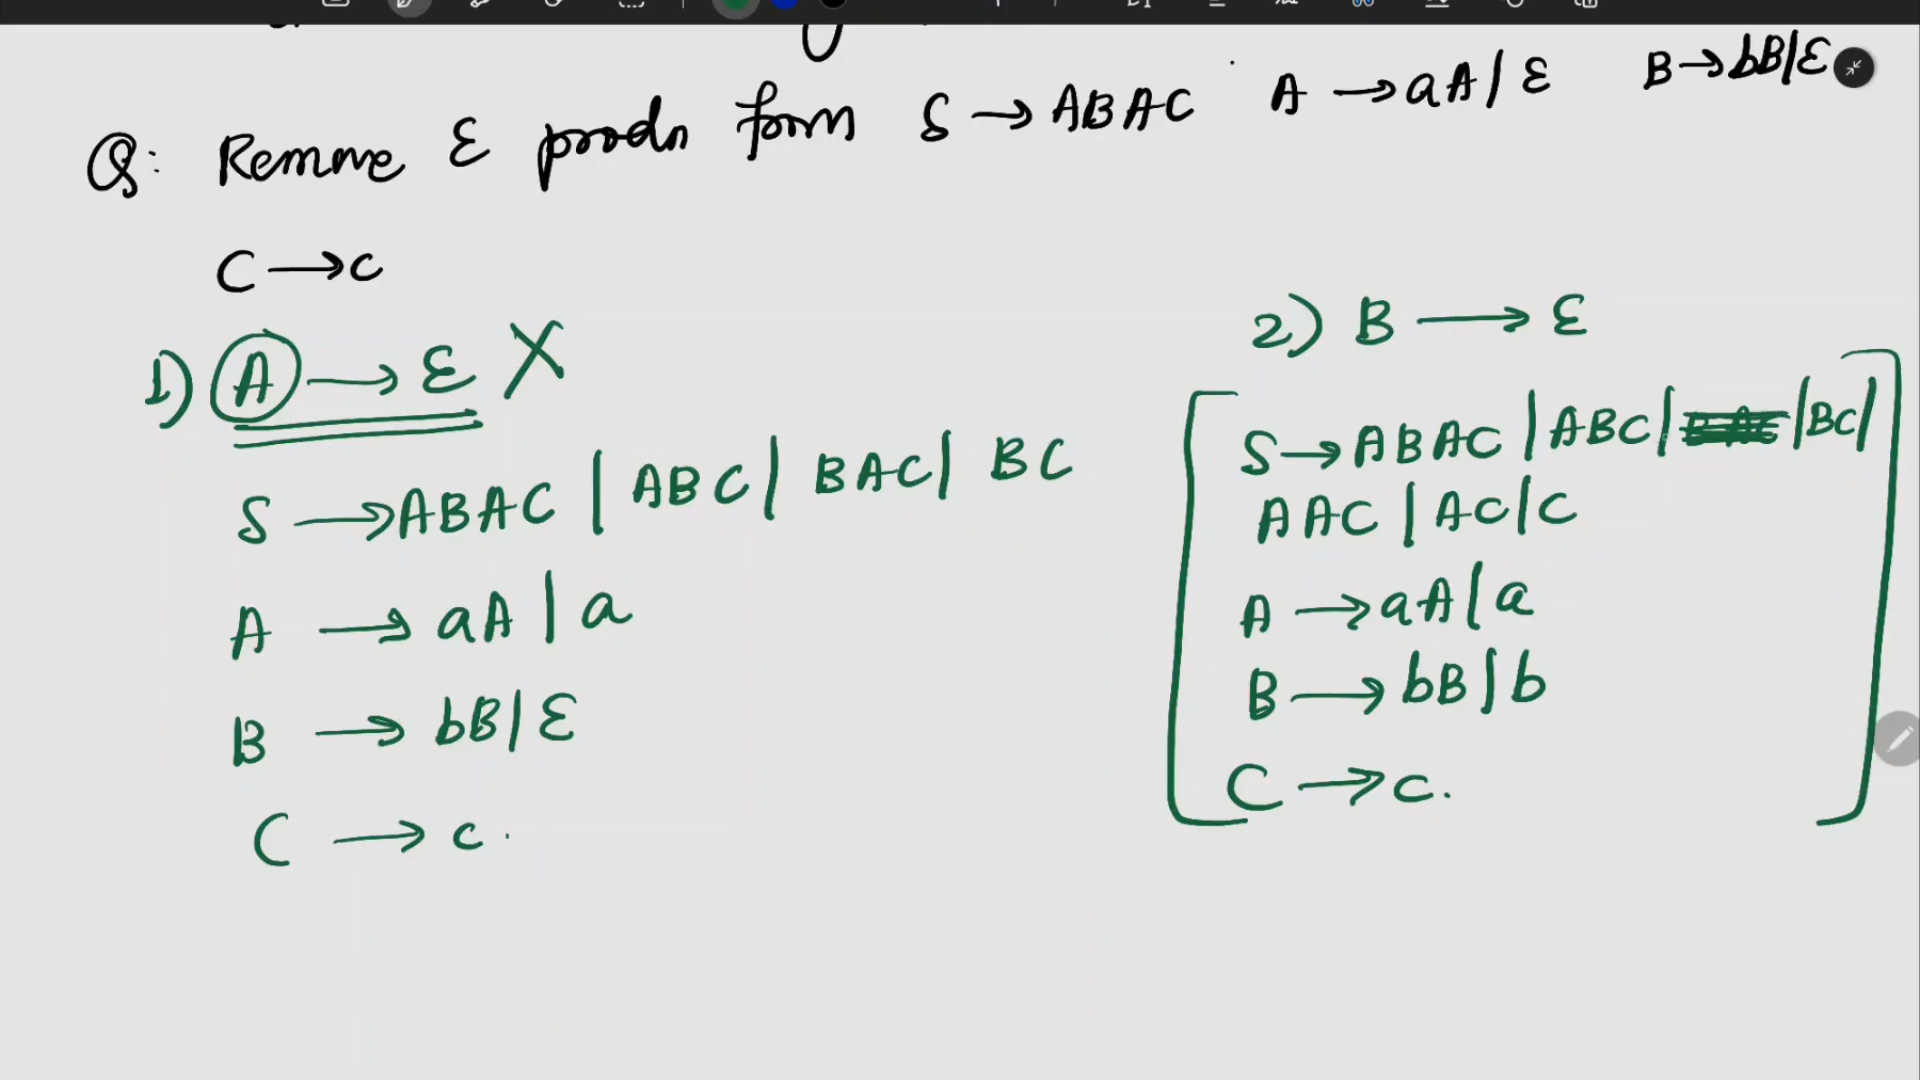 Q: Remove ε prodn form S → ABAC A → aA | ε B → bB | ε
C → c
1) A → ε X
S → ABAC | ABC | BAC | BC
A → aA | a
B → bB | ε
C → c.
2) B → ε
S → ABAC | ABC | BAC | BC |
AAC | AC | C
A → aA | a
B → bB | b
C → c.